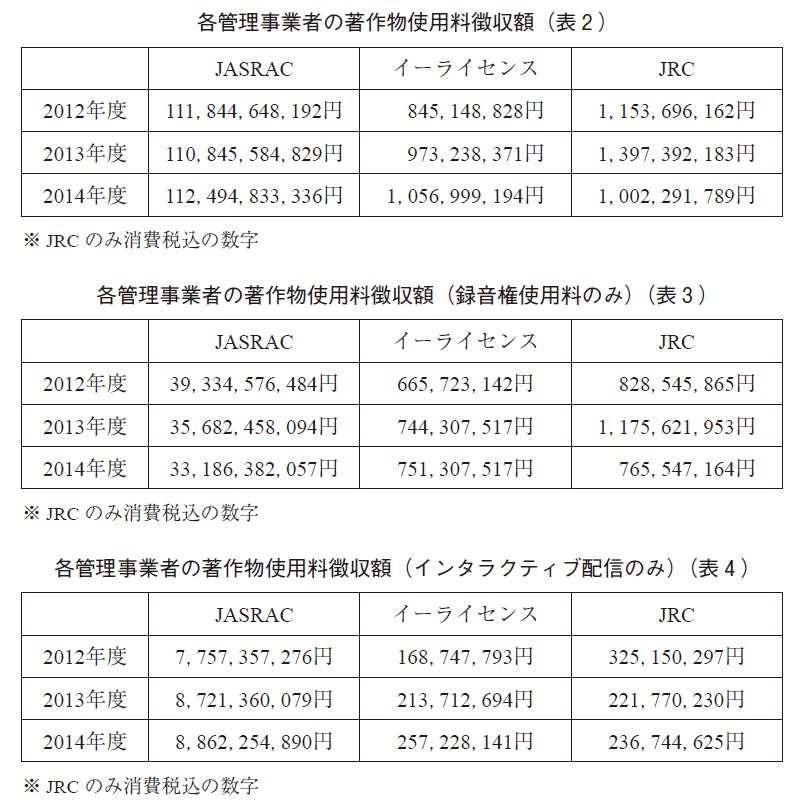 各管理事業者の著作物使用料徴収額（表２）
JASRAC イーライセンス JRC
2012年度 111, 844, 648, 192円 845, 148, 828円 1, 153, 696, 162円
2013年度 110, 845, 584, 829円 973, 238, 371円 1, 397, 392, 183円
2014年度 112, 494, 833, 336円 1, 056, 999, 194円 1, 002, 291, 789円
※ JRC のみ消費税込の数字
各管理事業者の著作物使用料徴収額（録音権使用料のみ）（表３）
JASRAC イーライセンス JRC
2012年度 39, 334, 576, 484円 665, 723, 142円 828, 545, 865円
2013年度 35, 682, 458, 094円 744, 307, 517円 1, 175, 621, 953円
2014年度 33, 186, 382, 057円 751, 307, 517円 765, 547, 164円
※ JRC のみ消費税込の数字
各管理事業者の著作物使用料徴収額（インタラクティブ配信のみ）（表４）
JASRAC イーライセンス JRC
2012年度 7, 757, 357, 276円 168, 747, 793円 325, 150, 297円
2013年度 8, 721, 360, 079円 213, 712, 694円 221, 770, 230円
2014年度 8, 862, 254, 890円 257, 228, 141円 236, 744, 625円
※ JRC のみ消費税込の数字